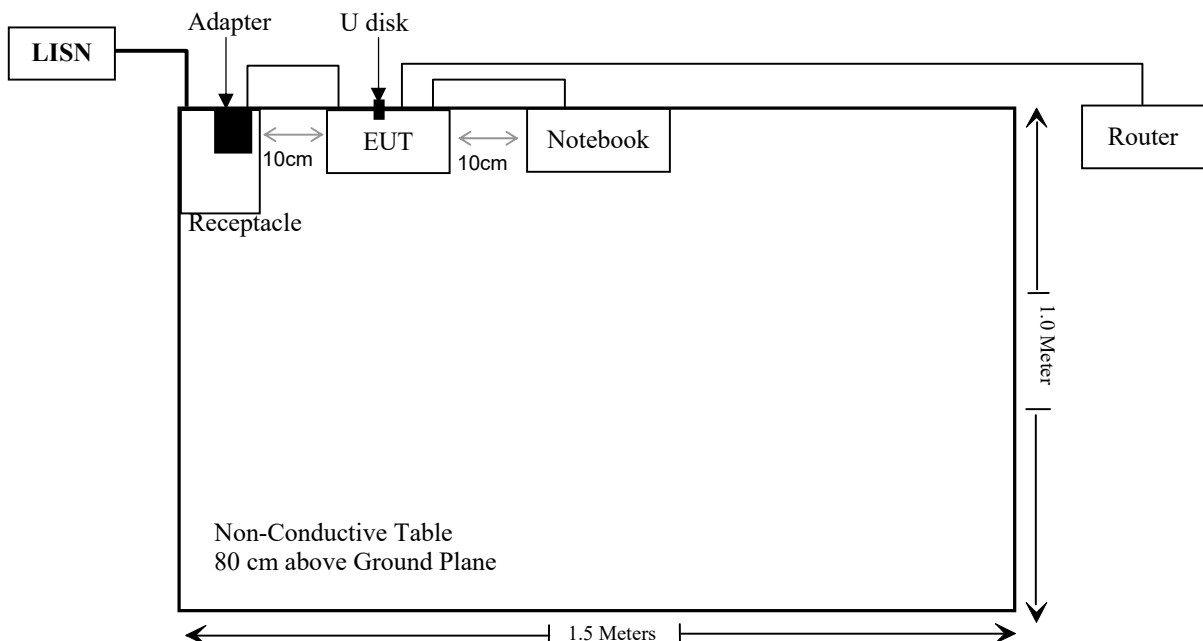 Adapter
U disk
LISN
10cm
EUT
10cm
Notebook
Router
Receptacle
1.0 Meter
Non-Conductive Table
80 cm above Ground Plane
1.5 Meters